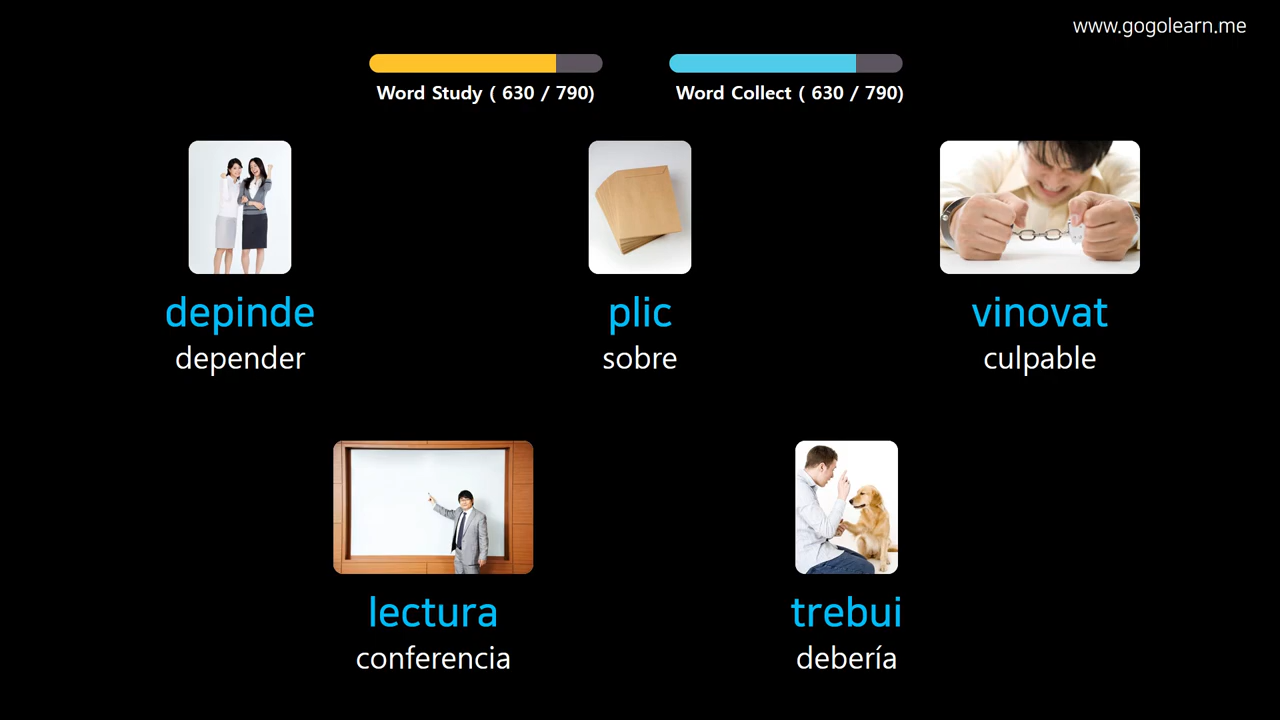 www.gogolearn.me
Word Study ( 630 / 790)
Word Collect ( 630 / 790)
depinde
depender
plic
sobre
vinovat
culpable
lectura
conferencia
trebui
debería